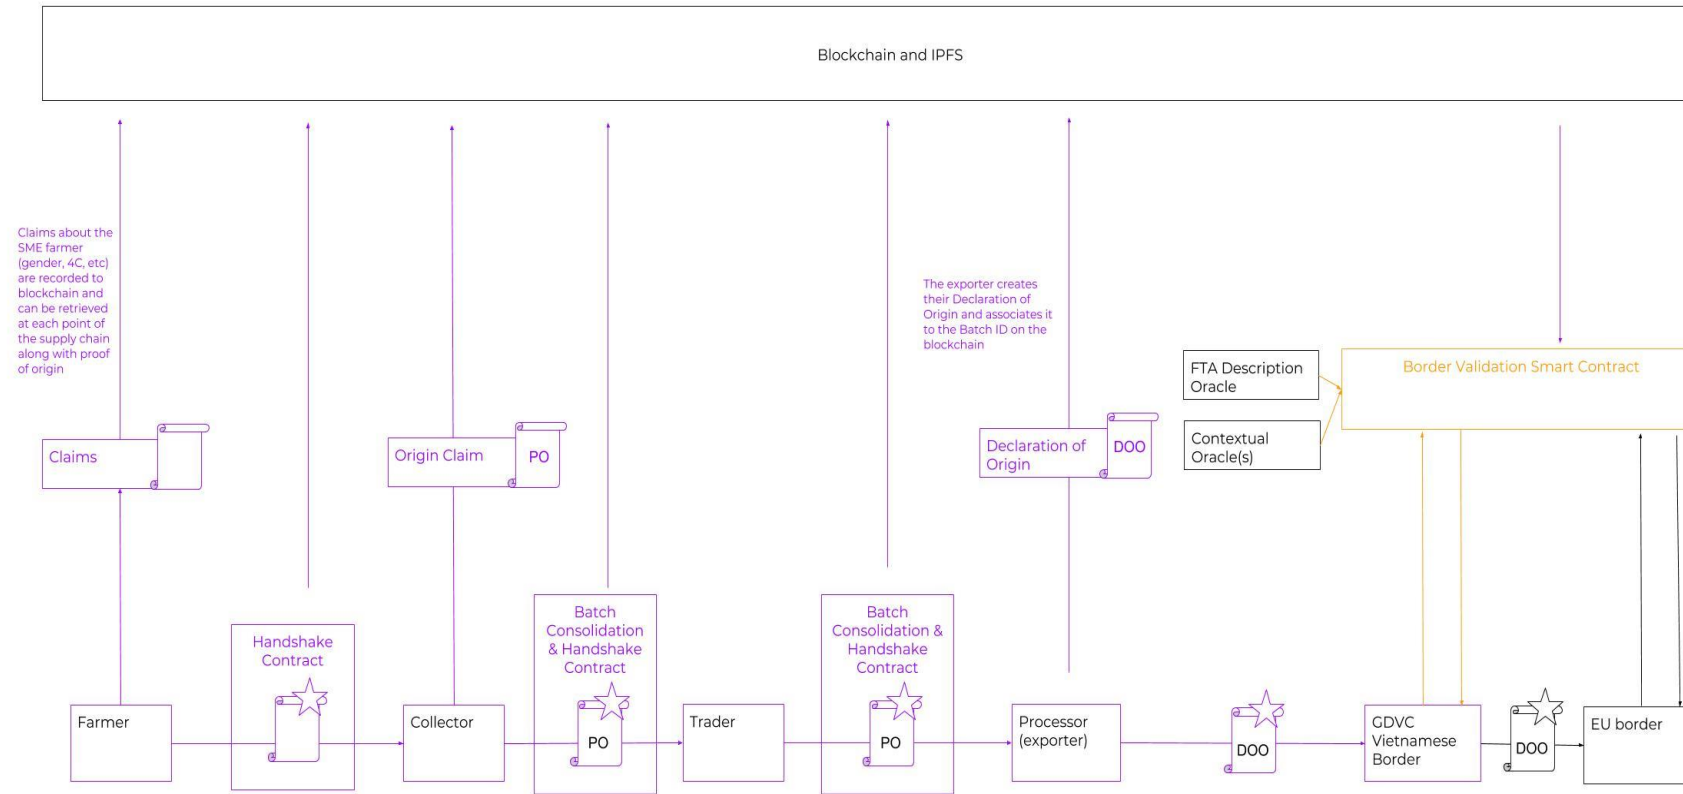 Blockchain and IPFS
Claims about the
SME farmer
(gender, 4C, etc)
are recorded to
blockchain and
can be retrieved
at each point of
the supply chain
along with proof
of origin
The exporter creates
their Declaration of
Origin and associates it
to the Batch ID on the
blockchain
FTA Description
Oracle
Border Validation Smart Contract
Contextual
Oracle(s)
Claims
Origin Claim
PO
Declaration of
Origin
DOO
Handshake
Contract
Batch
Consolidation
& Handshake
Contract
Batch
Consolidation &
Handshake
Contract
Farmer
Collector
PO
Trader
PO
Processor
(exporter)
DOO
GDVC
Vietnamese
Border
DOO
EU border